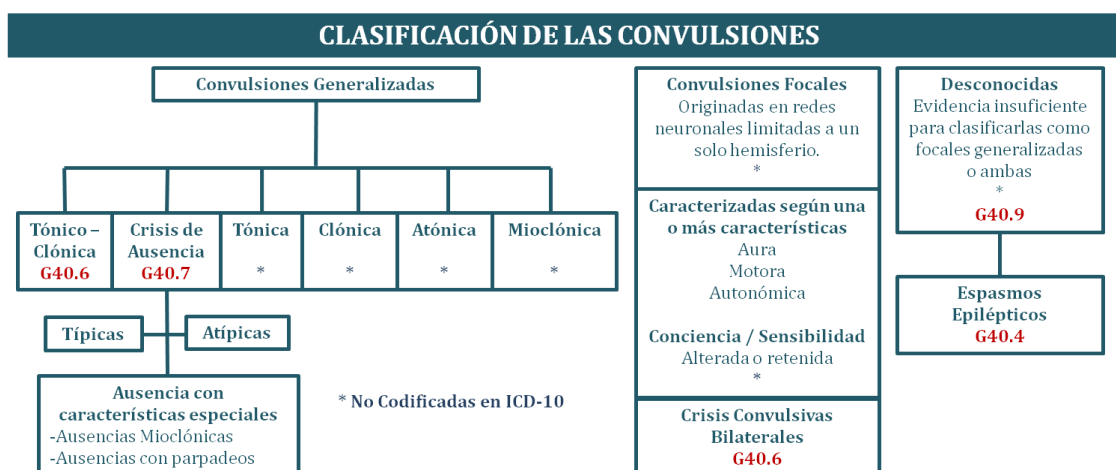 CLASIFICACIÓN DE LAS CONVULSIONES
Convulsiones Generalizadas
Tónico –
Clónica
G40.6
Crisis de
Ausencia
G40.7
Tónica
*
Clónica
*
Atónica
*
Mioclónica
*
Típicas
Atípicas
Ausencia con
características especiales
-Ausencias Mioclónicas
-Ausencias con parpadeos
* No Codificadas en ICD-10
Convulsiones Focales
Originadas en redes
neuronales limitadas a un
solo hemisferio.
*
Caracterizadas según una
o más características
Aura
Motora
Autonómica
Conciencia / Sensibilidad
Alterada o retenida
*
Crisis Convulsivas
Bilaterales
G40.6
Desconocidas
Evidencia insuficiente
para clasificarlas como
focales generalizadas
o ambas
*
G40.9
Espasmos
Epilépticos
G40.4